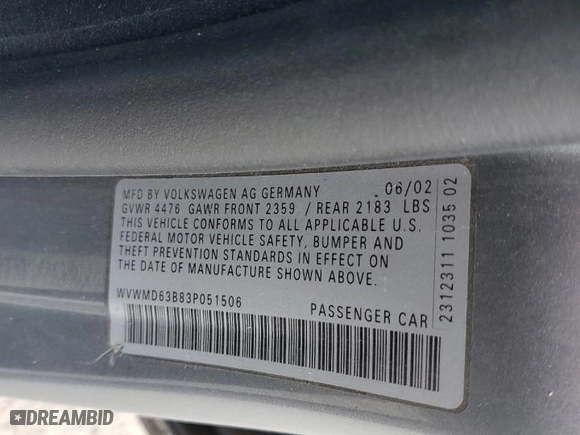 MFD BY VOLKSWAGEN AG GERMANY 06/02
GVWR 4476 GAWR FRONT 2359 / REAR 2183 LBS
THIS VEHICLE CONFORMS TO ALL APPLICABLE U.S.
FEDERAL MOTOR VEHICLE SAFETY, BUMPER AND
THEFT PREVENTION STANDARDS IN EFFECT ON
THE DATE OF MANUFACTURE SHOWN ABOVE.
WVWMD63B83P051506 PASSENGER CAR
2312311 1035 02
DREAMBID